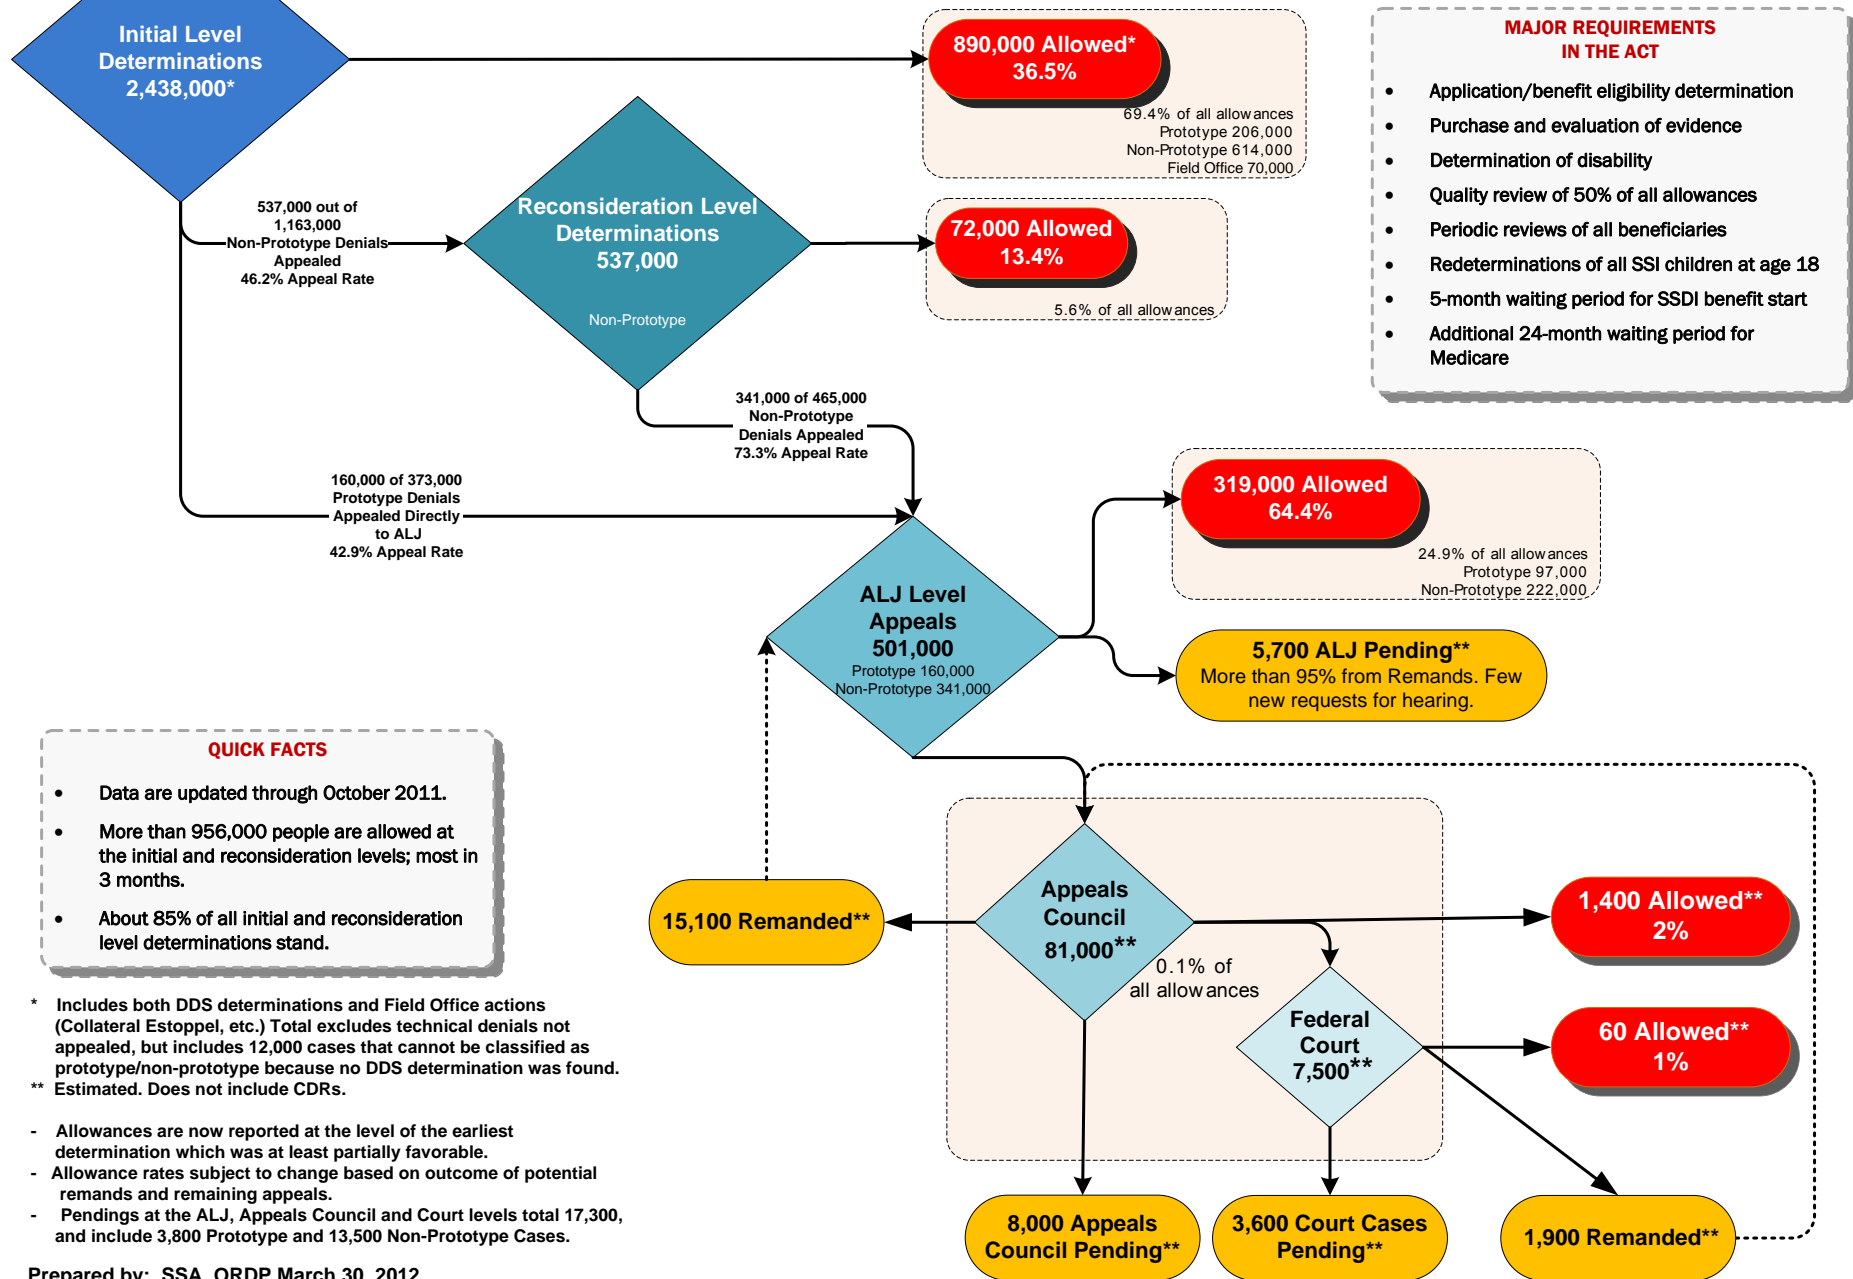 Initial Level
Determinations
2,438,000*
890,000 Allowed*
36.5%
69.4% of all allowances
Prototype 206,000
Non-Prototype 614,000
Field Office 70,000
MAJOR REQUIREMENTS
IN THE ACT
• Application/benefit eligibility determination
• Purchase and evaluation of evidence
• Determination of disability
• Quality review of 50% of all allowances
• Periodic reviews of all beneficiaries
• Redeterminations of all SSI children at age 18
• 5-month waiting period for SSDI benefit start
• Additional 24-month waiting period for
Medicare
537,000 out of
1,163,000
Non-Prototype Denials
Appealed
46.2% Appeal Rate
Reconsideration Level
Determinations
537,000
Non-Prototype
72,000 Allowed
13.4%
5.6% of all allowances
341,000 of 465,000
Non-Prototype
Denials Appealed
73.3% Appeal Rate
160,000 of 373,000
Prototype Denials
Appealed Directly
to ALJ
42.9% Appeal Rate
319,000 Allowed
64.4%
24.9% of all allowances
Prototype 97,000
Non-Prototype 222,000
ALJ Level
Appeals
501,000
Prototype 160,000
Non-Prototype 341,000
5,700 ALJ Pending**
More than 95% from Remands. Few
new requests for hearing.
QUICK FACTS
• Data are updated through October 2011.
• More than 956,000 people are allowed at
the initial and reconsideration levels; most in
3 months.
• About 85% of all initial and reconsideration
level determinations stand.
15,100 Remanded**
Appeals
Council
81,000**
0.1% of
all allowances
1,400 Allowed**
2%
Federal
Court
7,500**
60 Allowed**
1%
8,000 Appeals
Council Pending**
3,600 Court Cases
Pending**
1,900 Remanded**
* Includes both DDS determinations and Field Office actions
(Collateral Estoppel, etc.) Total excludes technical denials not
appealed, but includes 12,000 cases that cannot be classified as
prototype/non-prototype because no DDS determination was found.
** Estimated. Does not include CDRs.
- Allowances are now reported at the level of the earliest
determination which was at least partially favorable.
- Allowance rates subject to change based on outcome of potential
remands and remaining appeals.
- Pendings at the ALJ, Appeals Council and Court levels total 17,300,
and include 3,800 Prototype and 13,500 Non-Prototype Cases.
Prepared by: SSA, ORDP March 30, 2012